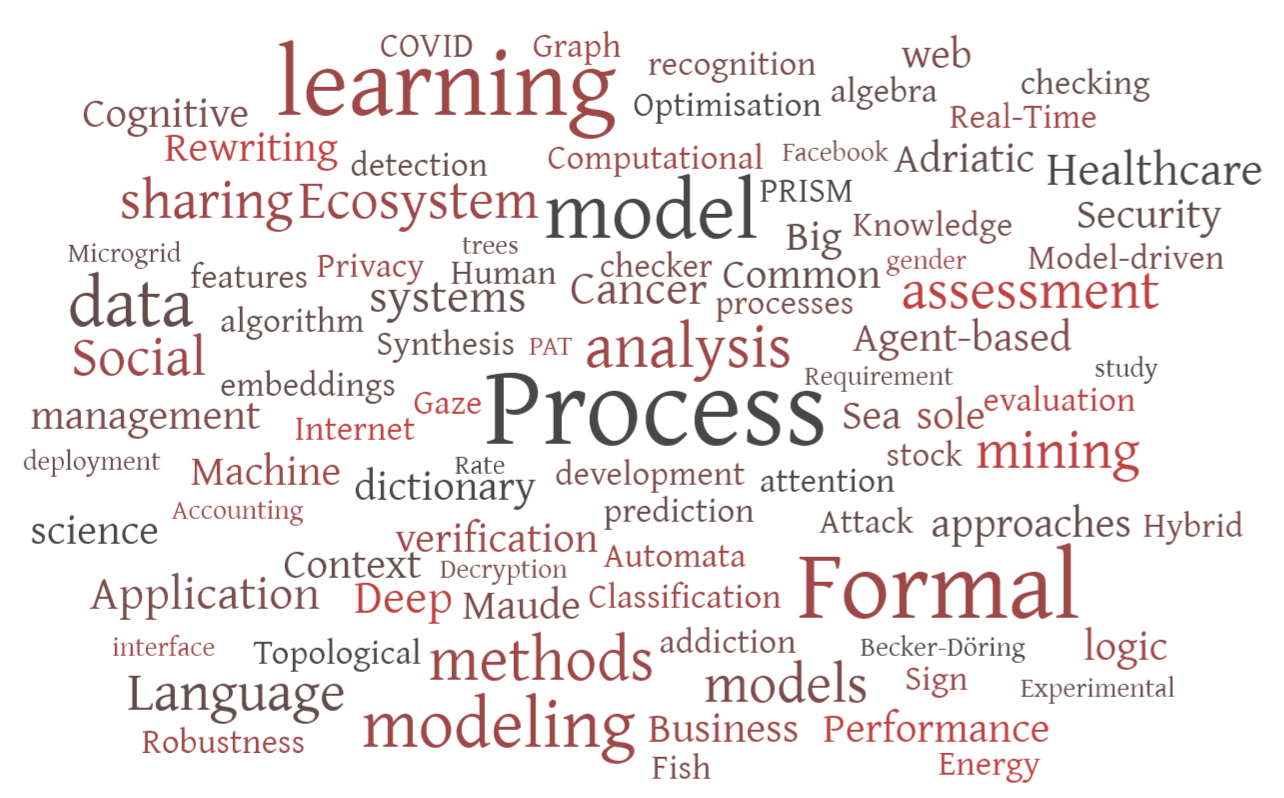 COVID Graph web
learning recognition checking
Cognitive Optimisation algebra Real-Time
Rewriting detection Computational Facebook Adriatic Healthcare
sharing Ecosystem model PRISM Security
Microgrid trees Big Knowledge
features Privacy Human checker Common gender Model-driven
data systems Cancer processes assessment
algorithm Synthesis PAT analysis Agent-based
Social embeddings Requirement study
management Internet Gaze Process Sea sole evaluation
deployment Machine Rate development stock mining
dictionary attention
science Accounting prediction Attack approaches Hybrid
verification
Context Decryption Automata Formal
Application Deep Maude Classification
interface Topological methods addiction Becker-Döring logic
Language models Sign Experimental
Robustness modeling Business Performance
Fish Energy